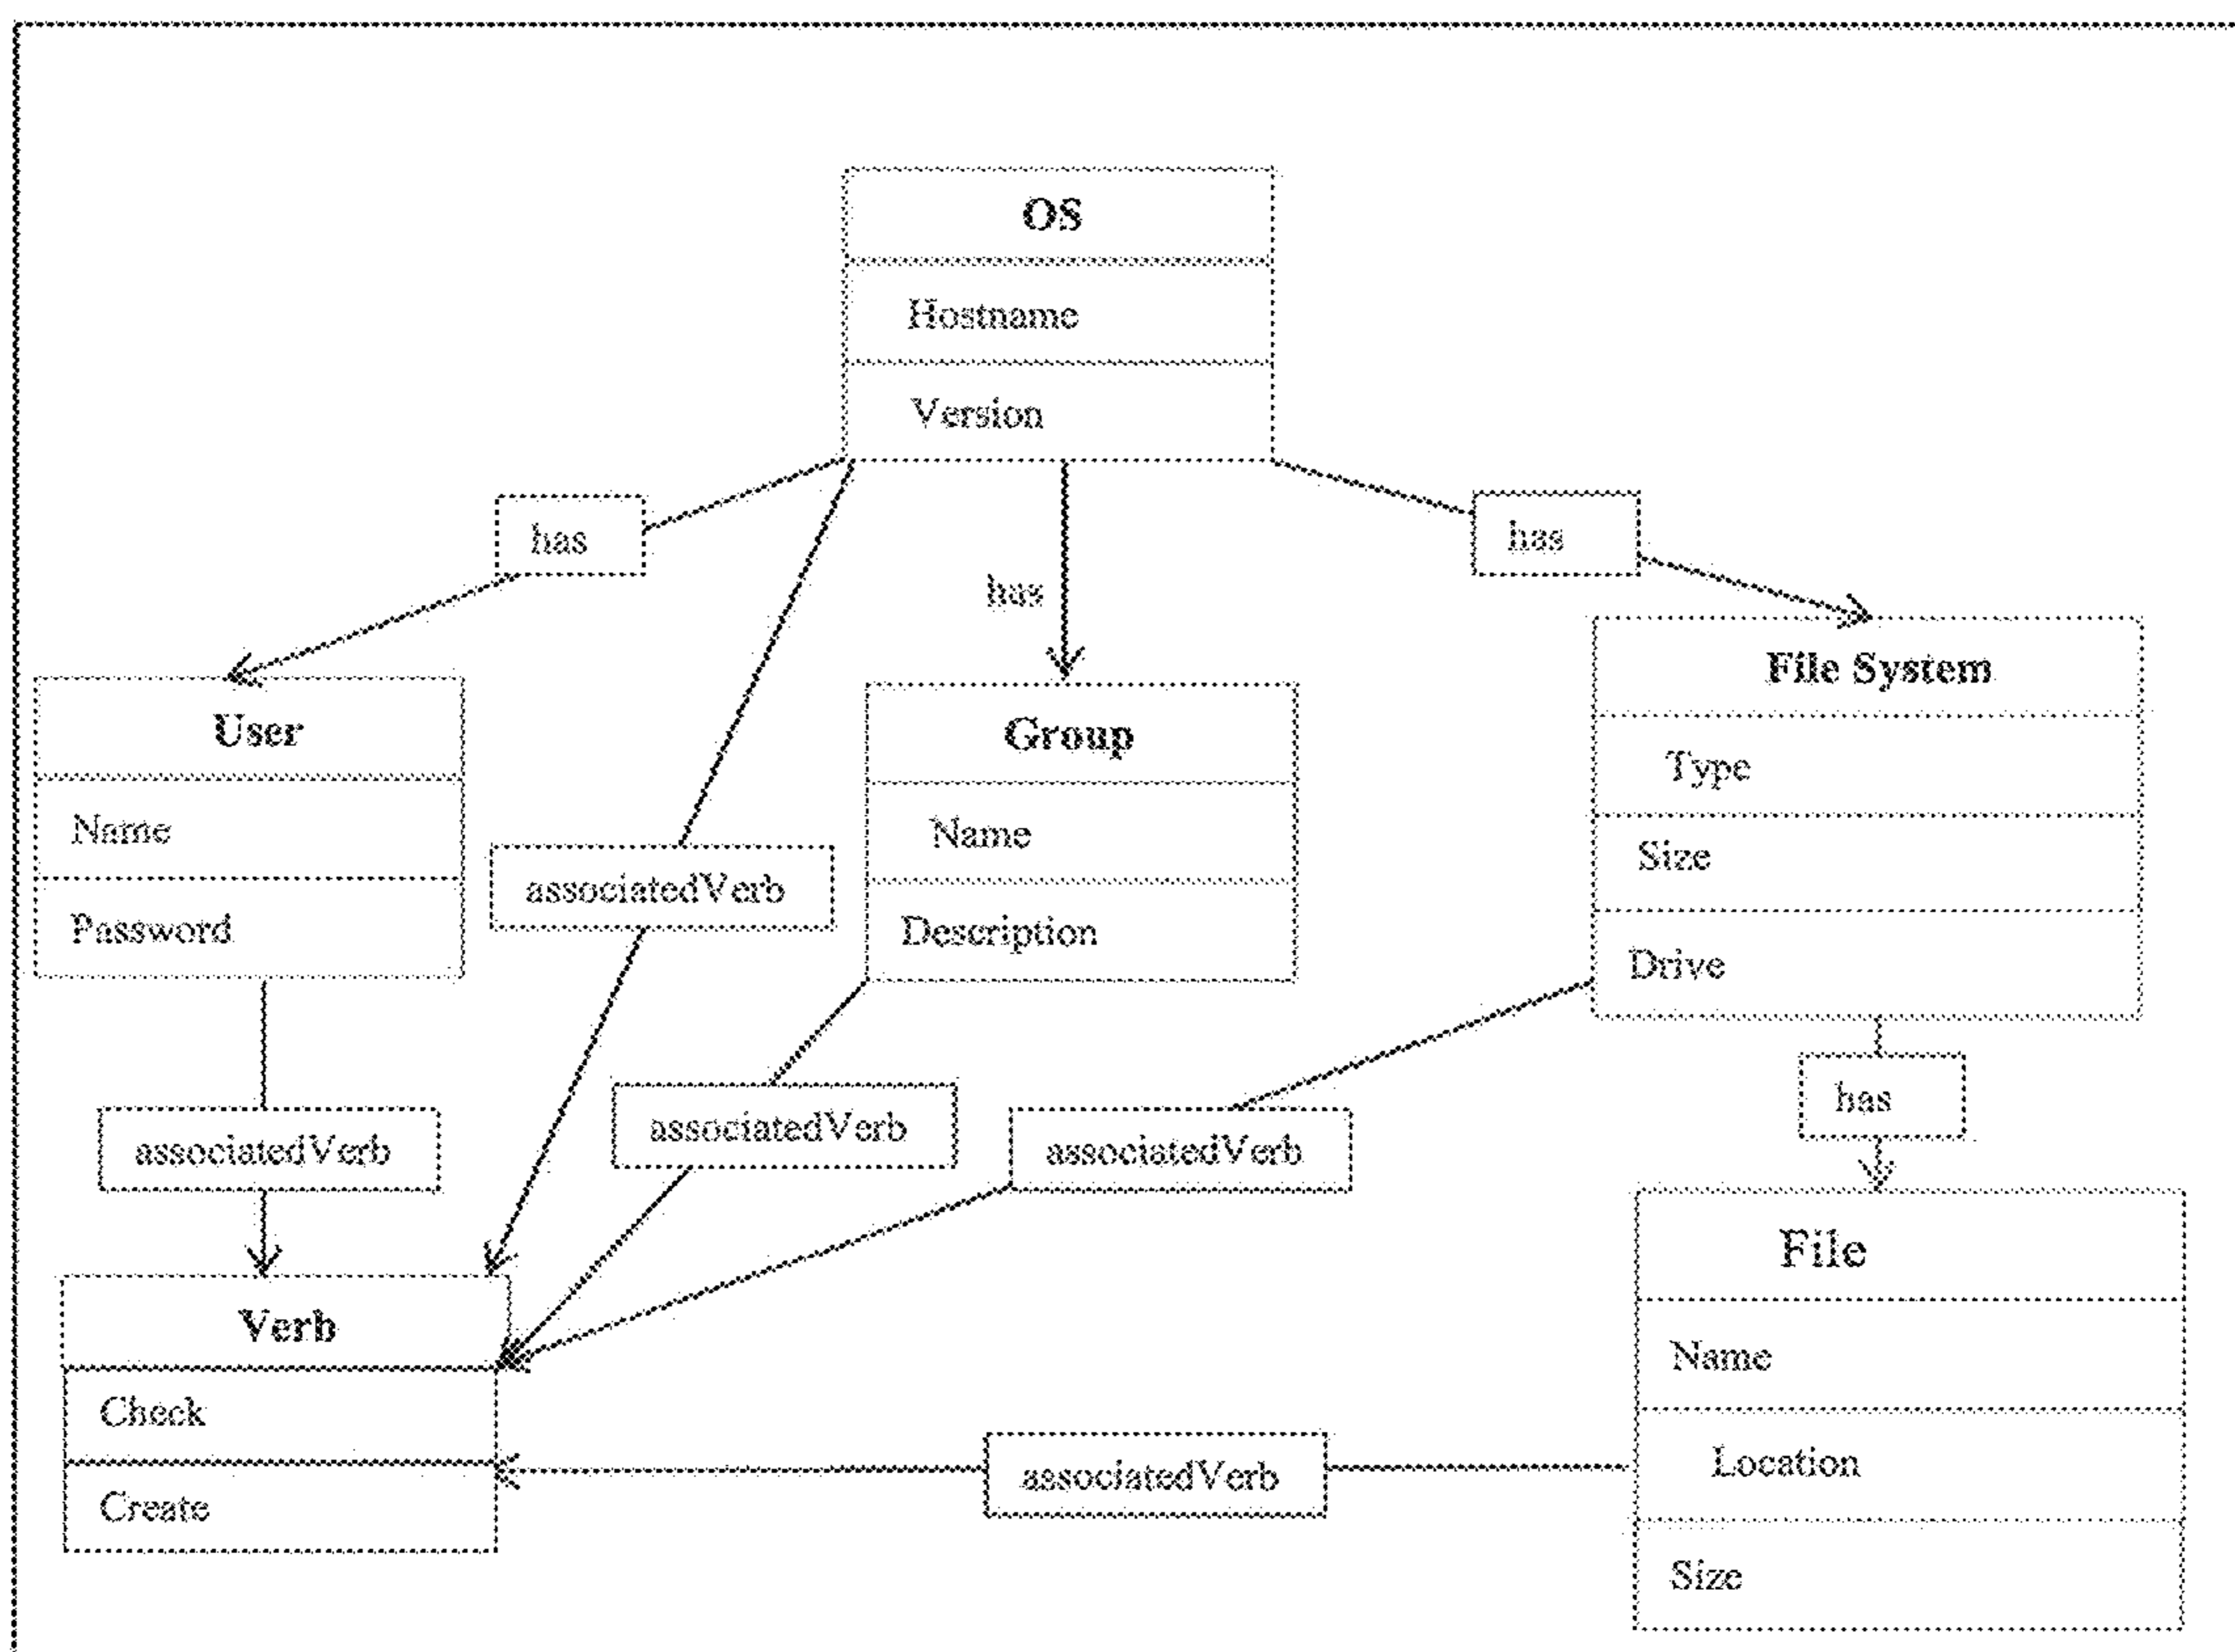 OS
Hostname
Version
has
has
has
User
Name
Password
associatedVerb
Group
Name
Description
File System
Type
Size
Drive
associatedVerb
associatedVerb
associatedVerb
has
Verb
Check
Create
associatedVerb
File
Name
Location
Size